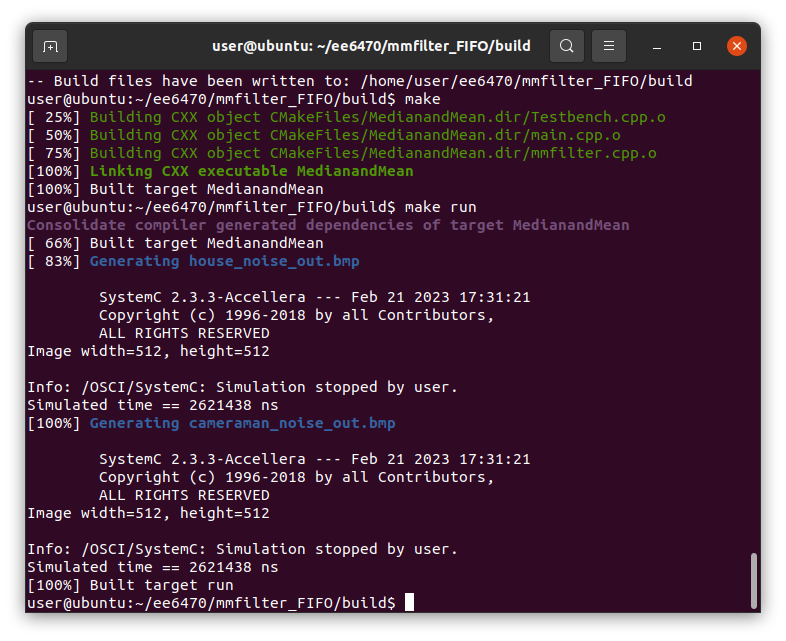 user@ubuntu: ~/ee6470/mmfilter_FIFO/build
-- Build files have been written to: /home/user/ee6470/mmfilter_FIFO/build
user@ubuntu:~/ee6470/mmfilter_FIFO/build$ make
[ 25%] Building CXX object CMakeFiles/MedianandMean.dir/Testbench.cpp.o
[ 50%] Building CXX object CMakeFiles/MedianandMean.dir/main.cpp.o
[ 75%] Building CXX object CMakeFiles/MedianandMean.dir/mmfilter.cpp.o
[100%] Linking CXX executable MedianandMean
[100%] Built target MedianandMean
user@ubuntu:~/ee6470/mmfilter_FIFO/build$ make run
Consolidate compiler generated dependencies of target MedianandMean
[ 66%] Built target MedianandMean
[ 83%] Generating house_noise_out.bmp
SystemC 2.3.3-Accellera --- Feb 21 2023 17:31:21
Copyright (c) 1996-2018 by all Contributors,
ALL RIGHTS RESERVED
Image width=512, height=512
Info: /OSCI/SystemC: Simulation stopped by user.
Simulated time == 2621438 ns
[100%] Generating cameraman_noise_out.bmp
SystemC 2.3.3-Accellera --- Feb 21 2023 17:31:21
Copyright (c) 1996-2018 by all Contributors,
ALL RIGHTS RESERVED
Image width=512, height=512
Info: /OSCI/SystemC: Simulation stopped by user.
Simulated time == 2621438 ns
[100%] Built target run
user@ubuntu:~/ee6470/mmfilter_FIFO/build$